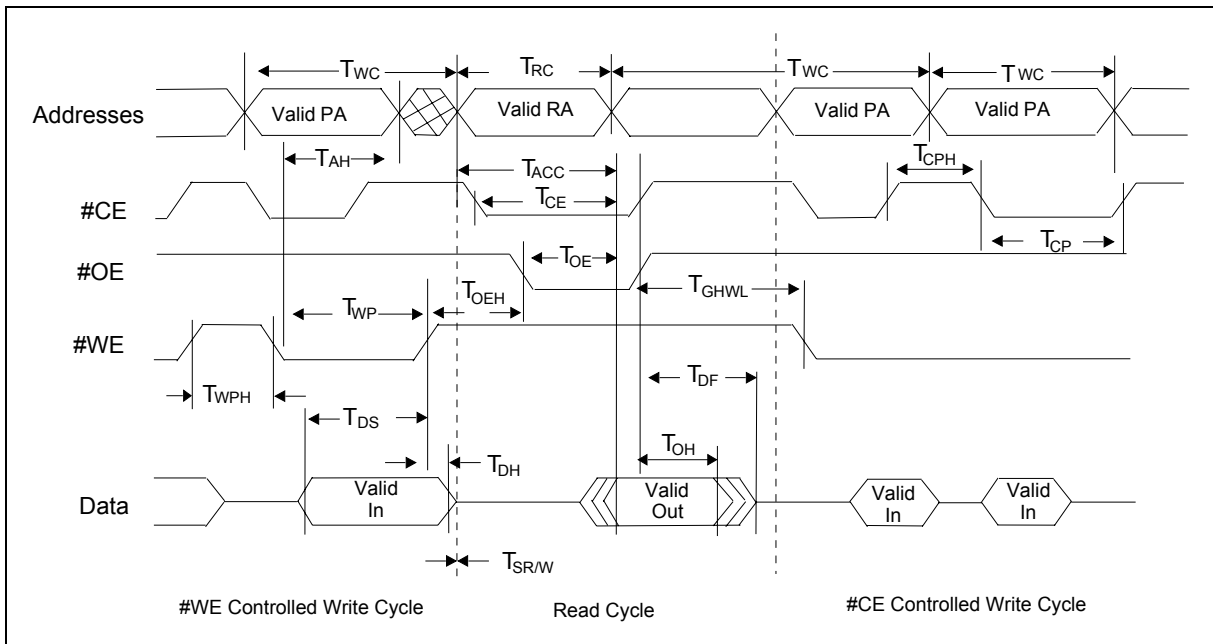 TWC TRC TWC TWC
Addresses Valid PA Valid RA Valid PA Valid PA
TAH TACC TCPH
#CE TCE
TCP
#OE TOE
TOEH TGHWL
TWP
#WE
TWPH TDF
TDS
TOH
TDH
Data Valid In Valid Out Valid In Valid In
TSR/W
#WE Controlled Write Cycle Read Cycle #CE Controlled Write Cycle